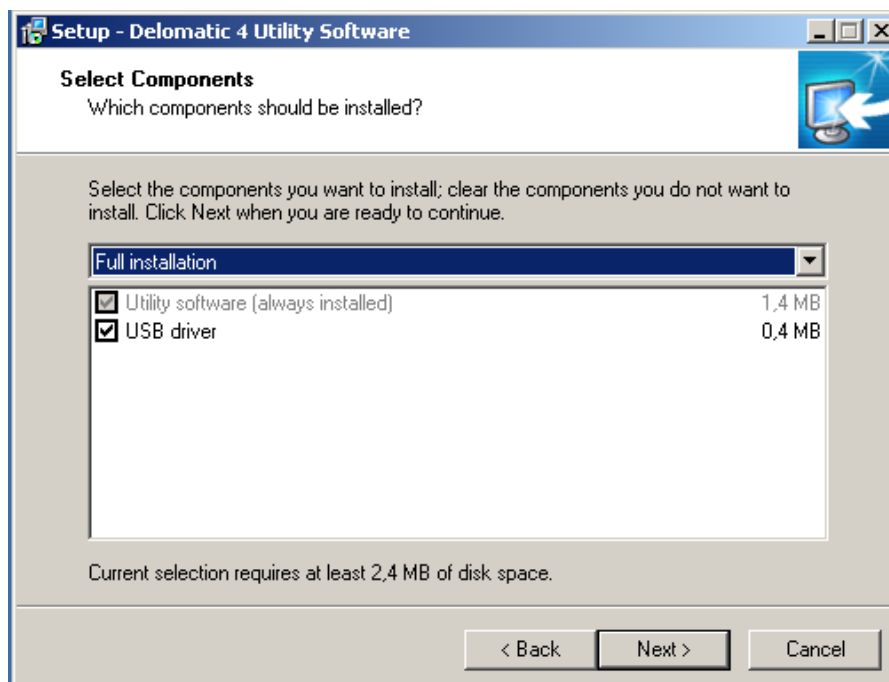 Setup - Delomatic 4 Utility Software
Select Components
Which components should be installed?
Select the components you want to install; clear the components you do not want to
install. Click Next when you are ready to continue.
Full installation
Utility software (always installed) 1,4 MB
USB driver 0,4 MB
Current selection requires at least 2,4 MB of disk space.
< Back Next > Cancel